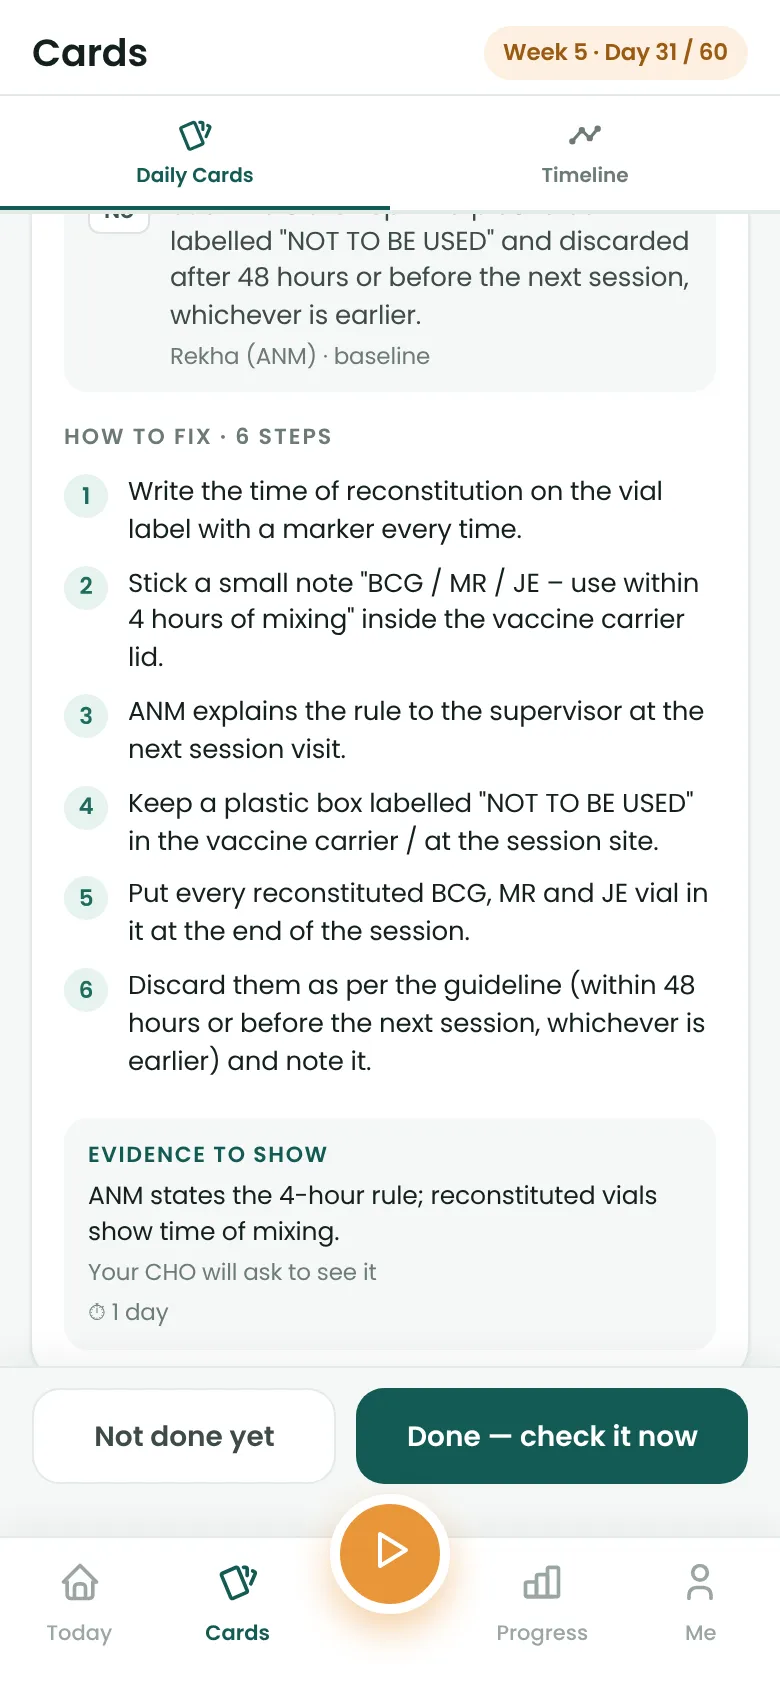 Cards
Week 5 · Day 31 / 60
Daily Cards
Timeline
No
labelled "NOT TO BE USED" and discarded
after 48 hours or before the next session,
whichever is earlier.
Rekha (ANM) · baseline
HOW TO FIX · 6 STEPS
1 Write the time of reconstitution on the vial
label with a marker every time.
2 Stick a small note "BCG / MR / JE – use within
4 hours of mixing" inside the vaccine carrier
lid.
3 ANM explains the rule to the supervisor at the
next session visit.
4 Keep a plastic box labelled "NOT TO BE USED"
in the vaccine carrier / at the session site.
5 Put every reconstituted BCG, MR and JE vial in
it at the end of the session.
6 Discard them as per the guideline (within 48
hours or before the next session, whichever is
earlier) and note it.
EVIDENCE TO SHOW
ANM states the 4-hour rule; reconstituted vials
show time of mixing.
Your CHO will ask to see it
⏱ 1 day
Not done yet
Done — check it now
Today
Cards
Progress
Me